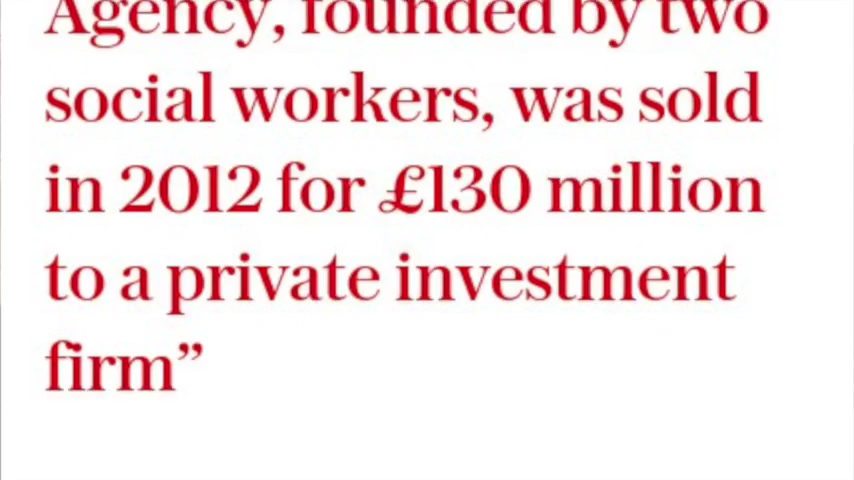 Agency, founded by two
social workers, was sold
in 2012 for £130 million
to a private investment
firm”